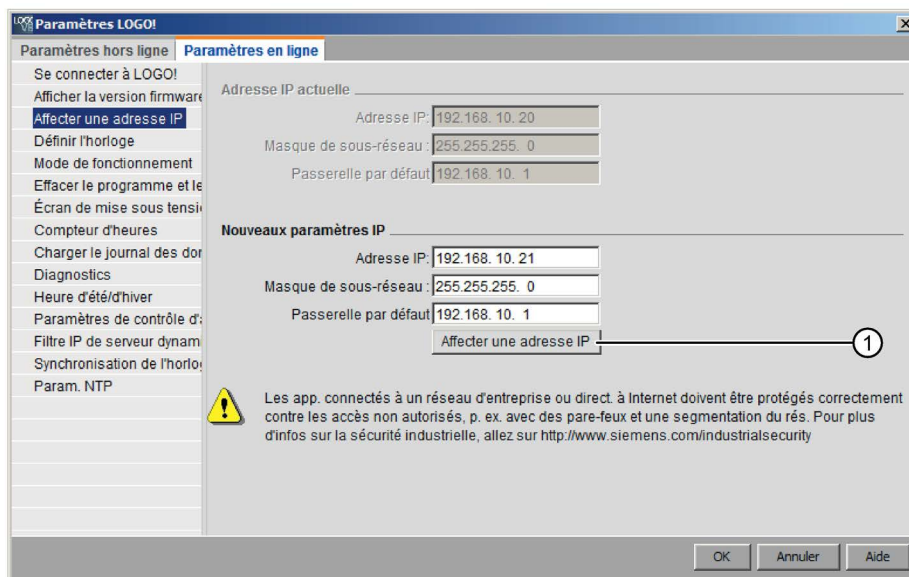 Paramètres LOGO!
Paramètres hors ligne
Paramètres en ligne
Se connecter à LOGO!
Afficher la version firmware
Affecter une adresse IP
Définir l'horloge
Mode de fonctionnement
Effacer le programme et le
Écran de mise sous tensi
Compteur d'heures
Charger le journal des don
Diagnostics
Heure d'été/d'hiver
Paramètres de contrôle d'a
Filtre IP de serveur dynam
Synchronisation de l'horlog
Param. NTP
Adresse IP actuelle
Adresse IP: 192.168. 10. 20
Masque de sous-réseau : 255.255.255. 0
Passerelle par défaut 192.168. 10. 1
Nouveaux paramètres IP
Adresse IP: 192.168. 10. 21
Masque de sous-réseau : 255.255.255. 0
Passerelle par défaut 192.168. 10. 1
Affecter une adresse IP
1
Les app. connectés à un réseau d'entreprise ou direct. à Internet doivent être protégés correctement
contre les accès non autorisés, p. ex. avec des pare-feux et une segmentation du rés. Pour plus
d'infos sur la sécurité industrielle, allez sur http://www.siemens.com/industrialsecurity
OK
Annuler
Aide